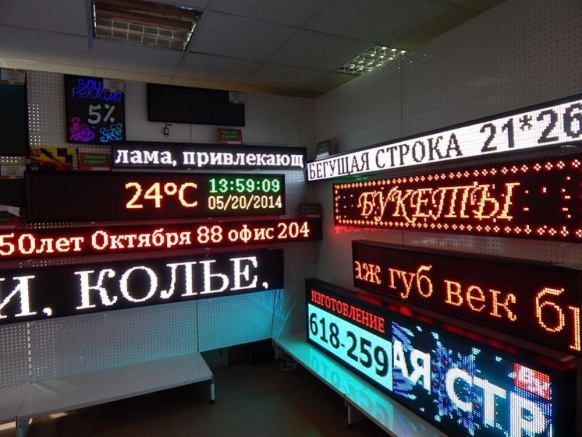 5%
лама, привлекающ
24°C 13:59:09
05/20/2014
50лет Октября 88 офис 204
И, КОЛЬЕ,
БЕГУЩАЯ СТРОКА 21*26
БУКЕТЫ
аж губ век бр
ИЗГОТОВЛЕНИЕ
618-259
АЯ СТР